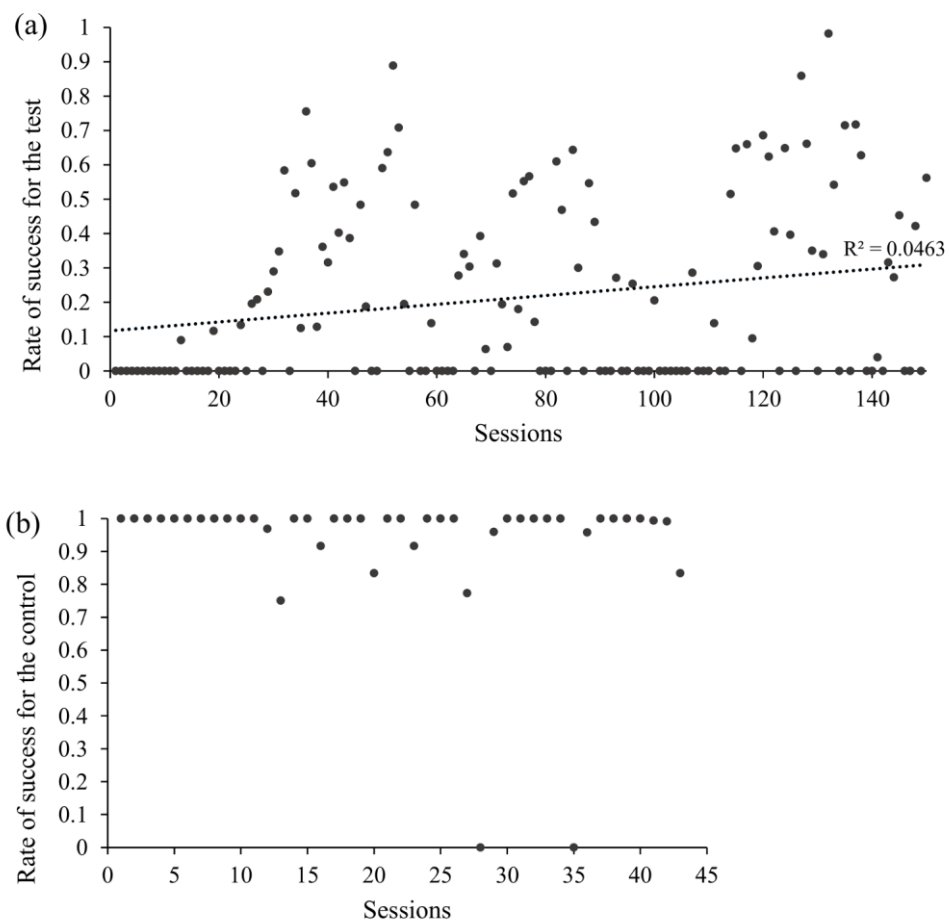 (a)
Rate of success for the test
1
0.9
0.8
0.7
0.6
0.5
0.4
0.3
0.2
0.1
0
R² = 0.0463
0 20 40 60 80 100 120 140
Sessions
(b)
Rate of success for the control
1
0.9
0.8
0.7
0.6
0.5
0.4
0.3
0.2
0.1
0
0 5 10 15 20 25 30 35 40 45
Sessions